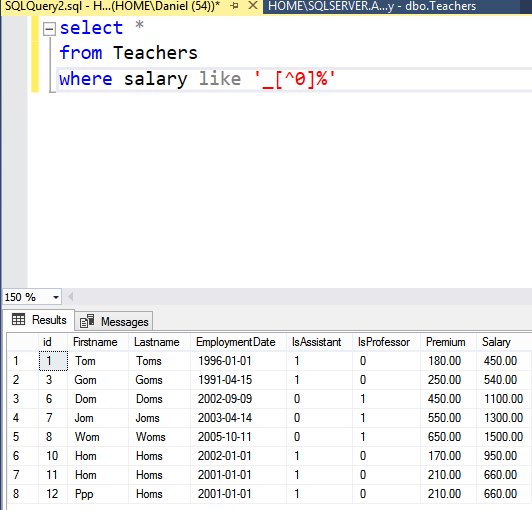 SQLQuery2.sql - H...(HOME\Daniel (54))* HOME\SQLSERVER.A...y - dbo.Teachers
select *
from Teachers
where salary like '_[^0]%'
150 %
Results Messages
id Firstname Lastname EmploymentDate IsAssistant IsProfessor Premium Salary
1 1 Tom Toms 1996-01-01 1 0 180.00 450.00
2 3 Gom Goms 1991-04-15 1 0 250.00 540.00
3 6 Dom Doms 2002-09-09 0 1 450.00 1100.00
4 7 Jom Joms 2003-04-14 0 1 550.00 1300.00
5 8 Wom Woms 2005-10-11 0 1 650.00 1500.00
6 10 Hom Homs 2002-01-01 1 0 170.00 950.00
7 11 Hom Homs 2001-01-01 1 0 210.00 660.00
8 12 Ppp Homs 2001-01-01 1 0 210.00 660.00